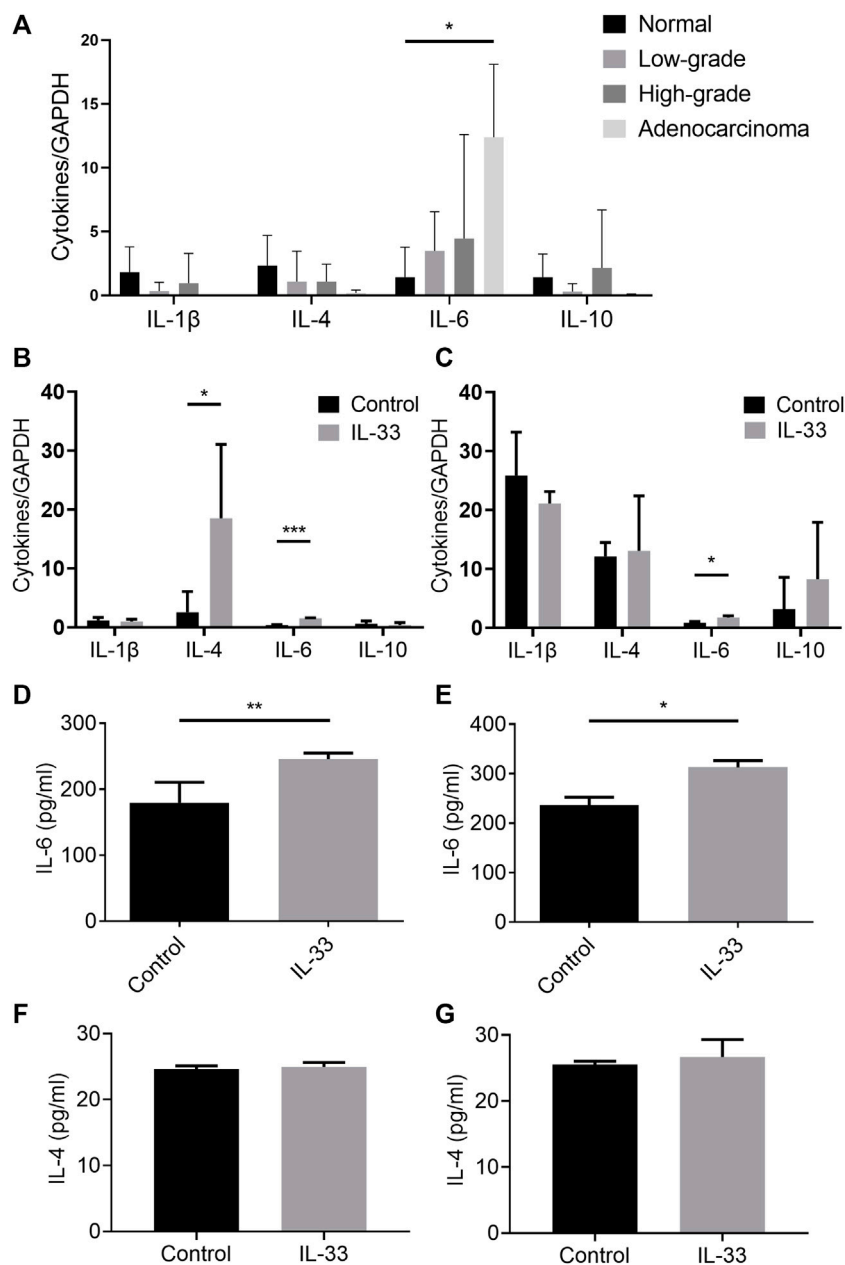 A
Cytokines/GAPDH
20
15
10
5
0
*
Normal
Low-grade
High-grade
Adenocarcinoma
IL-1β IL-4 IL-6 IL-10
B
Cytokines/GAPDH
40
30
20
10
0
*
***
Control
IL-33
IL-1β IL-4 IL-6 IL-10
C
Cytokines/GAPDH
40
30
20
10
0
*
Control
IL-33
IL-1β IL-4 IL-6 IL-10
D
IL-6 (pg/ml)
300
200
100
0
**
Control IL-33
E
IL-6 (pg/ml)
400
300
200
100
0
*
Control IL-33
F
IL-4 (pg/ml)
30
20
10
0
Control IL-33
G
IL-4 (pg/ml)
30
20
10
0
Control IL-33